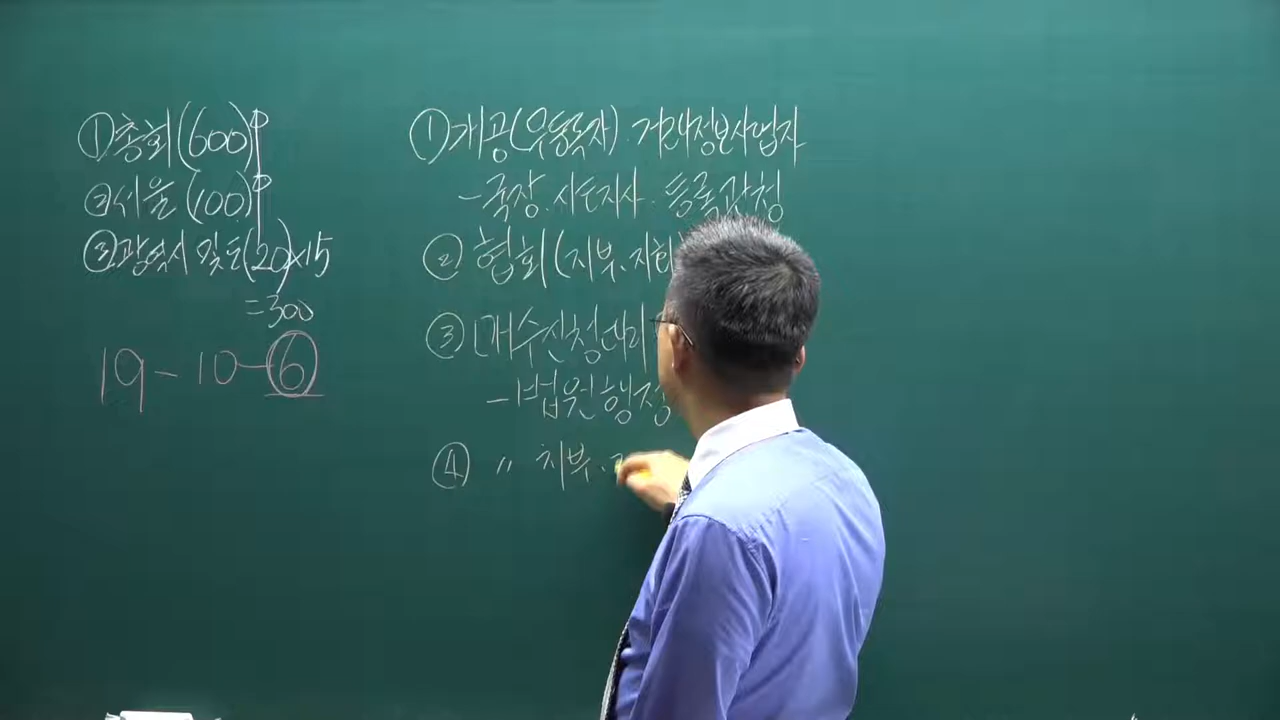 ①총회(600)
②서울(100)
③광역시 및 도(20)×15
=300
19-10-⑥
①개공(우등록자)·거래정보사업자
-국장·시도지사·등록관청
②협회(지부·지회
③매수신청대리
-법원행정
④ 〃 지부·